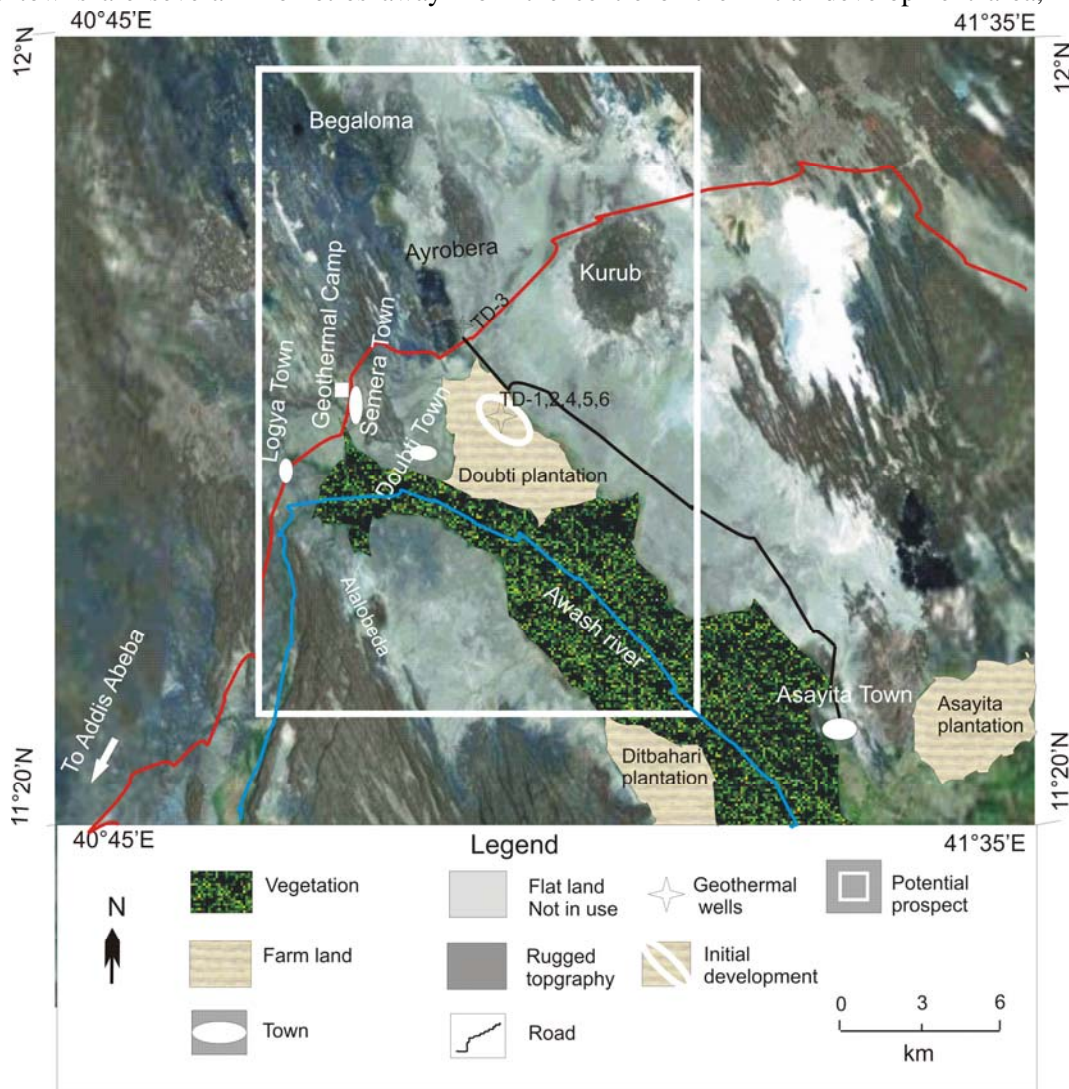 40°45'E
41°35'E
12°N
12°N
Begaloma
Ayrobera
Kurub
TD-3
Geothermal Camp
Semera Town
Logya Town
Doubti Town
TD-1,2,4,5,6
Doubti plantation
Alalobeda
Awash river
Asayita Town
Asayita
plantation
Ditbahari
plantation
To Addis Abeba
11°20'N
11°20'N
40°45'E
41°35'E
Legend
Vegetation
Flat land
Not in use
Geothermal
wells
Potential
prospect
N
Farm land
Rugged
topography
Initial
development
Town
Road
0 3 6
km